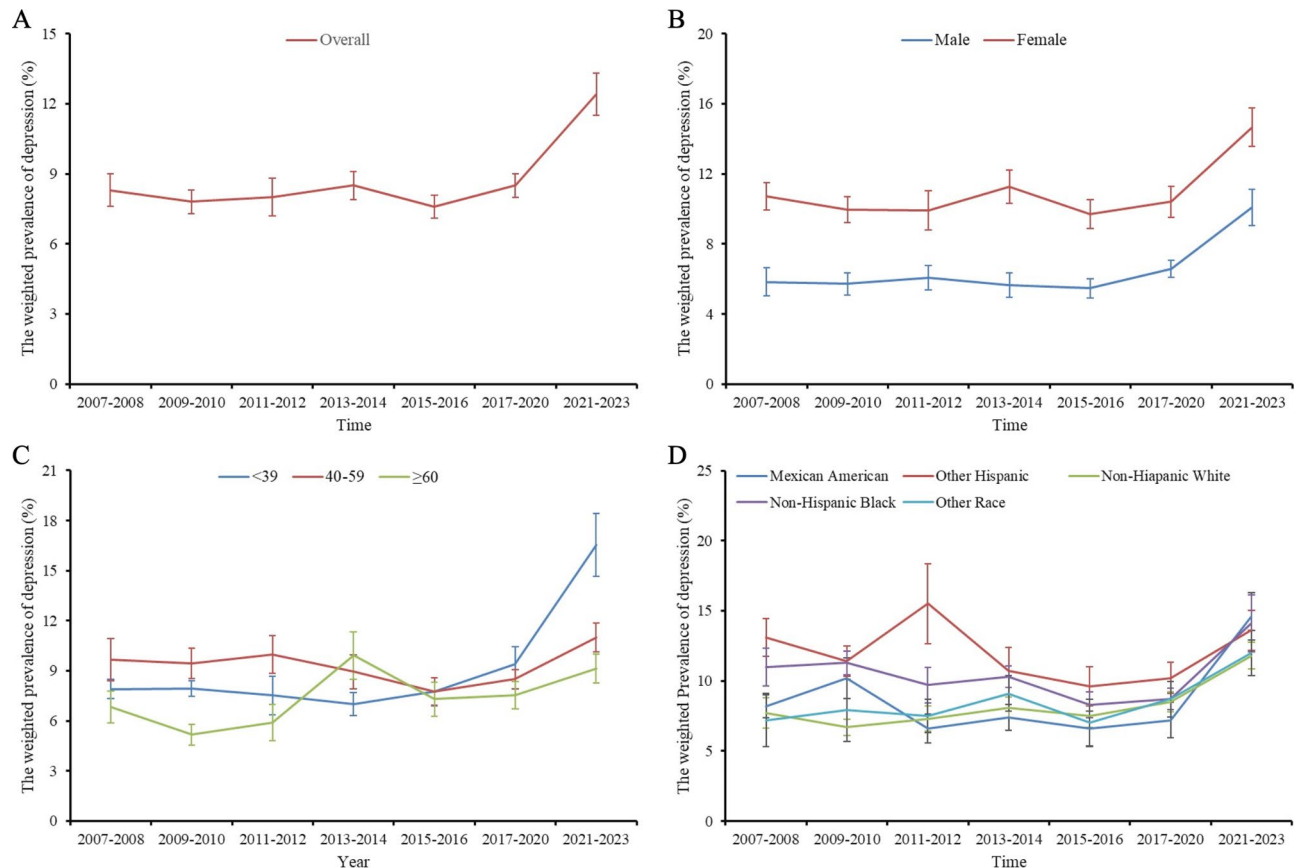 A
The weighted prevalence of depression (%)
Overall
15
12
9
6
3
0
2007-2008 2009-2010 2011-2012 2013-2014 2015-2016 2017-2020 2021-2023
Time
B
The weighted prevalence of depression (%)
Male Female
20
16
12
8
4
0
2007-2008 2009-2010 2011-2012 2013-2014 2015-2016 2017-2020 2021-2023
Time
C
The weighted prevalence of depression (%)
<39 40-59 ≥60
21
18
15
12
9
6
3
0
2007-2008 2009-2010 2011-2012 2013-2014 2015-2016 2017-2020 2021-2023
Year
D
The weighted Prevalence of depression (%)
Mexican American Other Hispanic Non-Hiapanic White
Non-Hispanic Black Other Race
25
20
15
10
5
0
2007-2008 2009-2010 2011-2012 2013-2014 2015-2016 2017-2020 2021-2023
Time